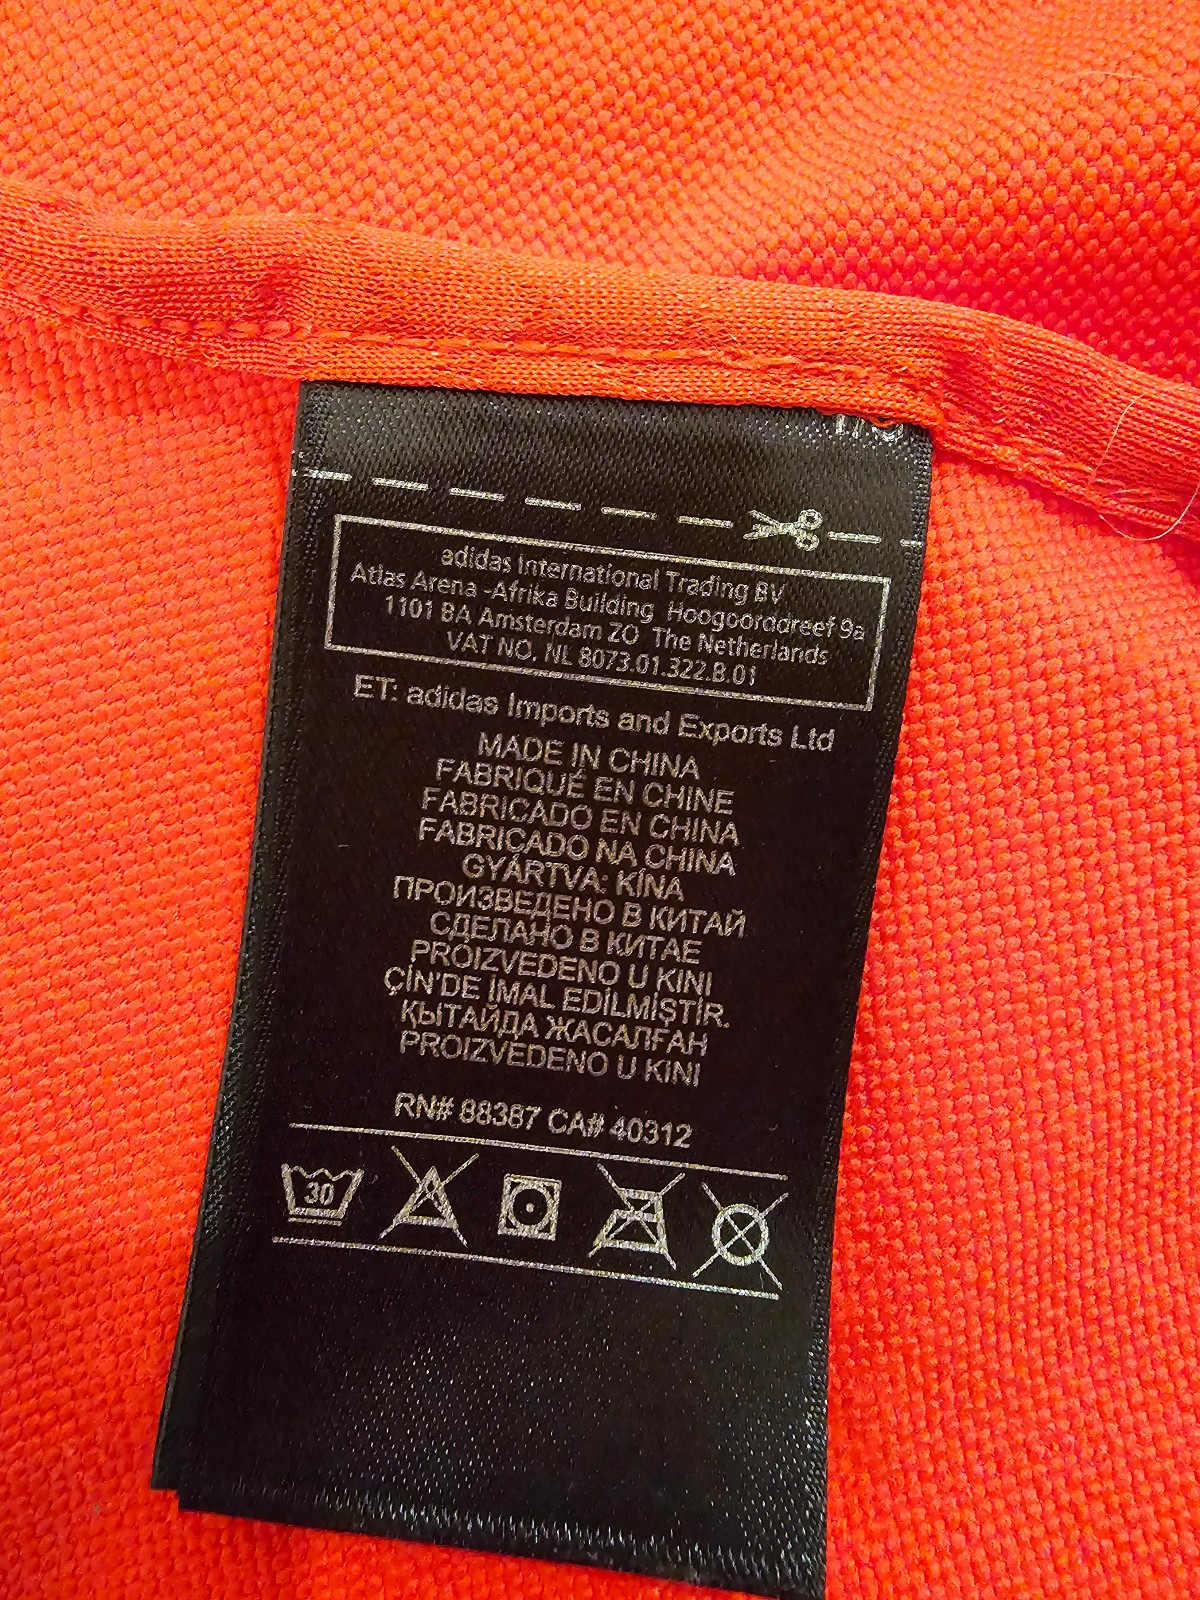 adidas International Trading BV
Atlas Arena -Afrika Building Hoogoorddreef 9a
1101 BA Amsterdam ZO The Netherlands
VAT NO. NL 8073.01.322.B.01
ET: adidas Imports and Exports Ltd
MADE IN CHINA
FABRIQUÉ EN CHINE
FABRICADO EN CHINA
FABRICADO NA CHINA
GYÁRTVA: KÍNA
ПРОИЗВЕДЕНО В КИТАЙ
СДЕЛАНО В КИТАЕ
PROIZVEDENO U KINI
ÇİN'DE İMAL EDİLMİŞTİR.
ҚЫТАЙДА ЖАСАЛҒАН
PROIZVEDENO U KINI
RN# 88387 CA# 40312
30